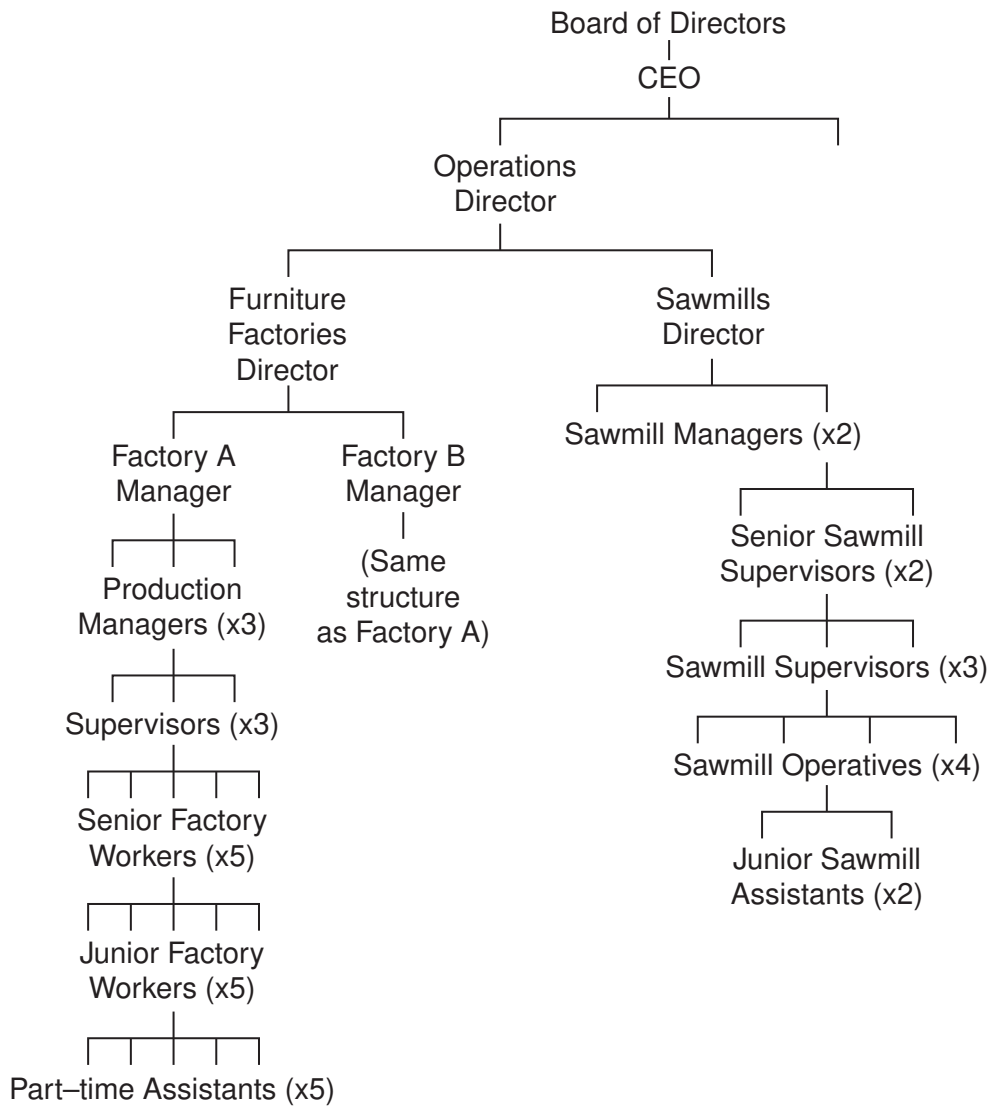 Board of Directors
CEO
Operations
Director
Furniture
Factories
Director
Sawmills
Director
Factory A
Manager
Factory B
Manager
Sawmill Managers (x2)
(Same
structure
as Factory A)
Production
Managers (x3)
Senior Sawmill
Supervisors (x2)
Supervisors (x3)
Sawmill Supervisors (x3)
Senior Factory
Workers (x5)
Sawmill Operatives (x4)
Junior Factory
Workers (x5)
Junior Sawmill
Assistants (x2)
Part–time Assistants (x5)